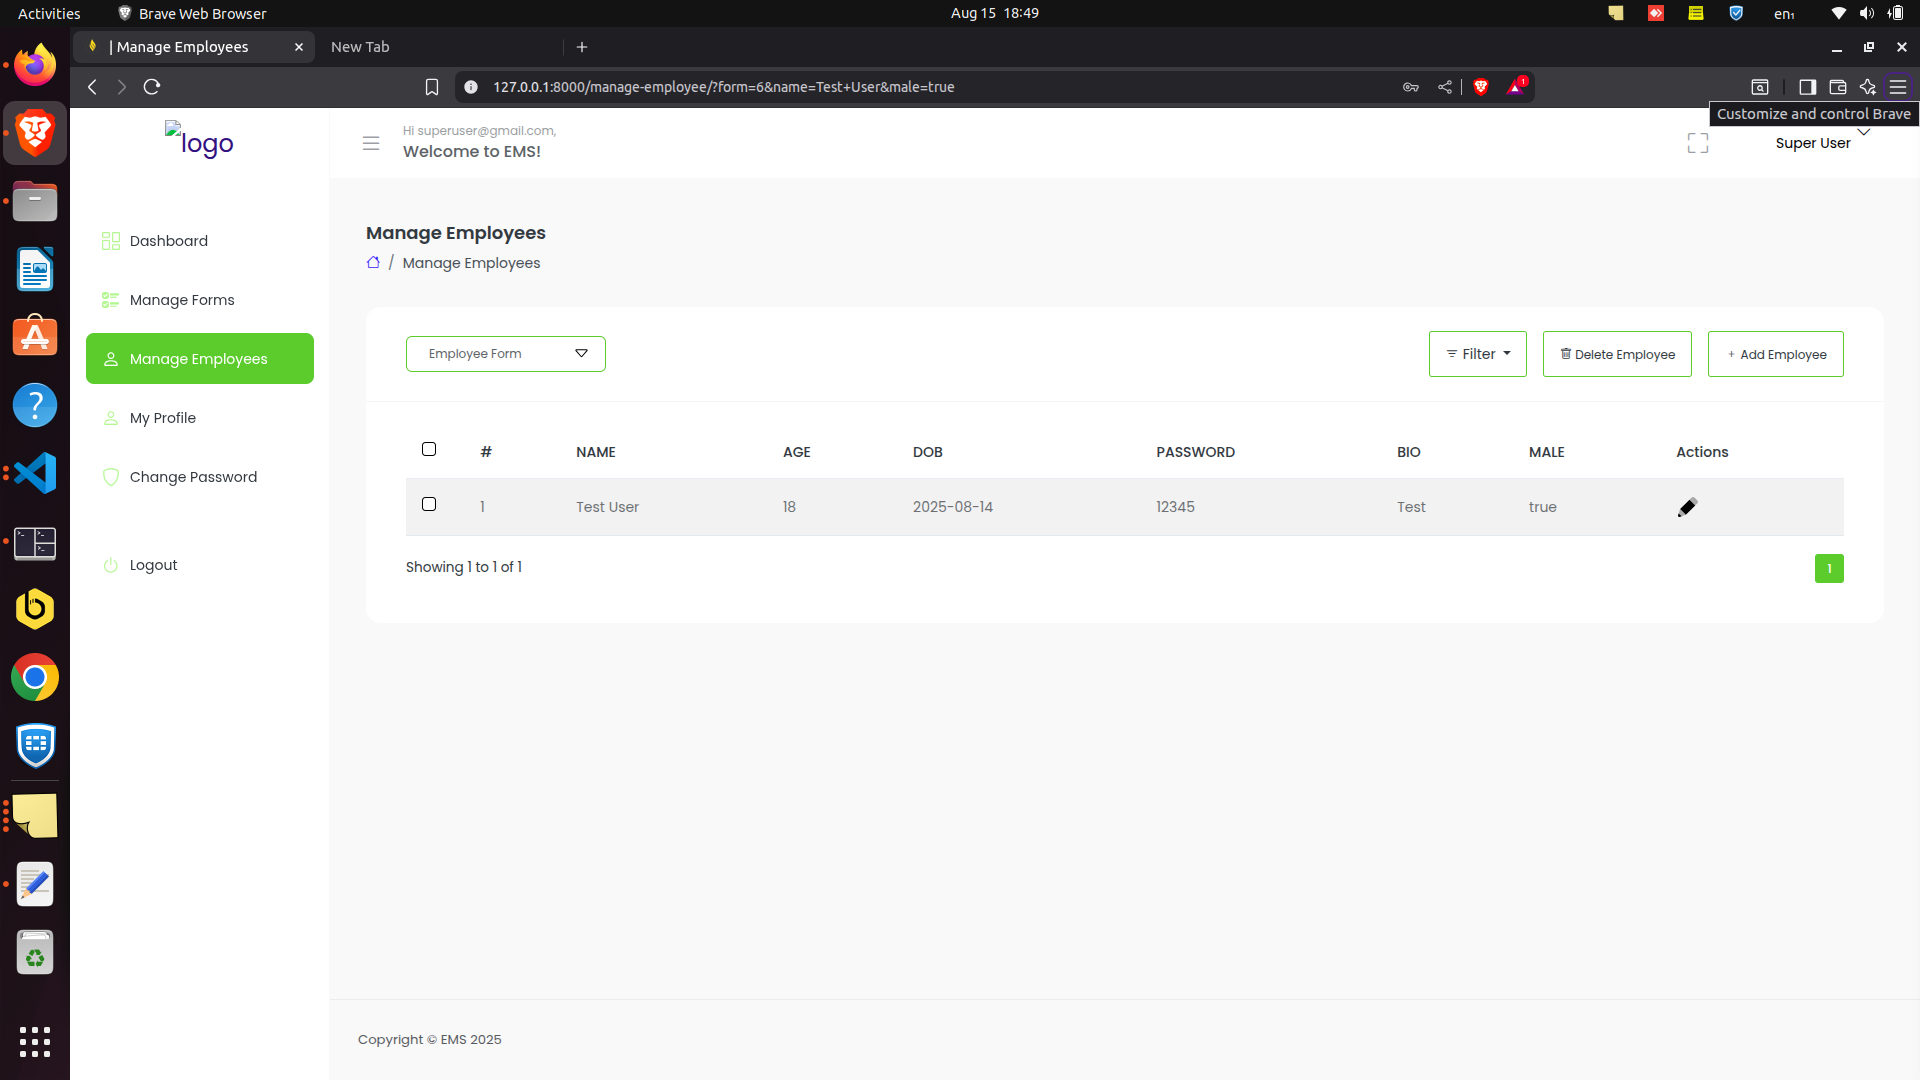 Activities
Brave Web Browser
Aug 15 18:49
en₁
| Manage Employees
New Tab
127.0.0.1:8000/manage-employee/?form=6&name=Test+User&male=true
1
Customize and control Brave
logo
Hi superuser@gmail.com,
Welcome to EMS!
Super User
Dashboard
Manage Forms
Manage Employees
My Profile
Change Password
Logout
Manage Employees
/ Manage Employees
Employee Form
Filter
Delete Employee
+ Add Employee
# NAME AGE DOB PASSWORD BIO MALE Actions
1 Test User 18 2025-08-14 12345 Test true
Showing 1 to 1 of 1
1
Copyright © EMS 2025